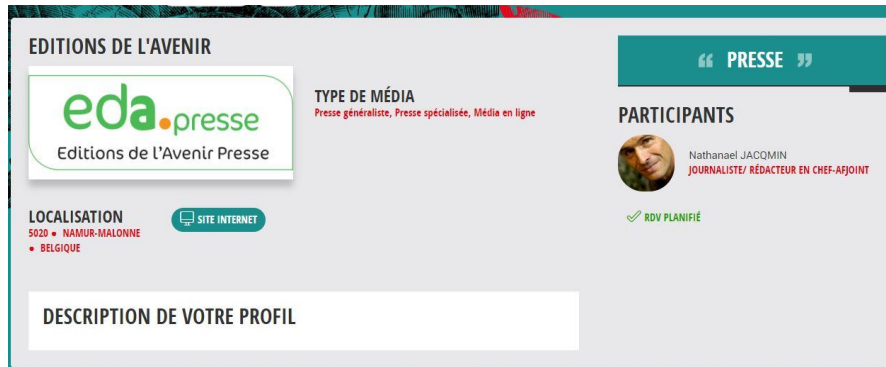 EDITIONS DE L'AVENIR
eda.presse
Editions de l'Avenir Presse
TYPE DE MÉDIA
Presse généraliste, Presse spécialisée, Média en ligne
LOCALISATION
5020 ● NAMUR-MALONNE
● BELGIQUE
SITE INTERNET
DESCRIPTION DE VOTRE PROFIL
“ PRESSE ”
PARTICIPANTS
Nathanael JACQMIN
JOURNALISTE/ RÉDACTEUR EN CHEF-AFJOINT
RDV PLANIFIÉ